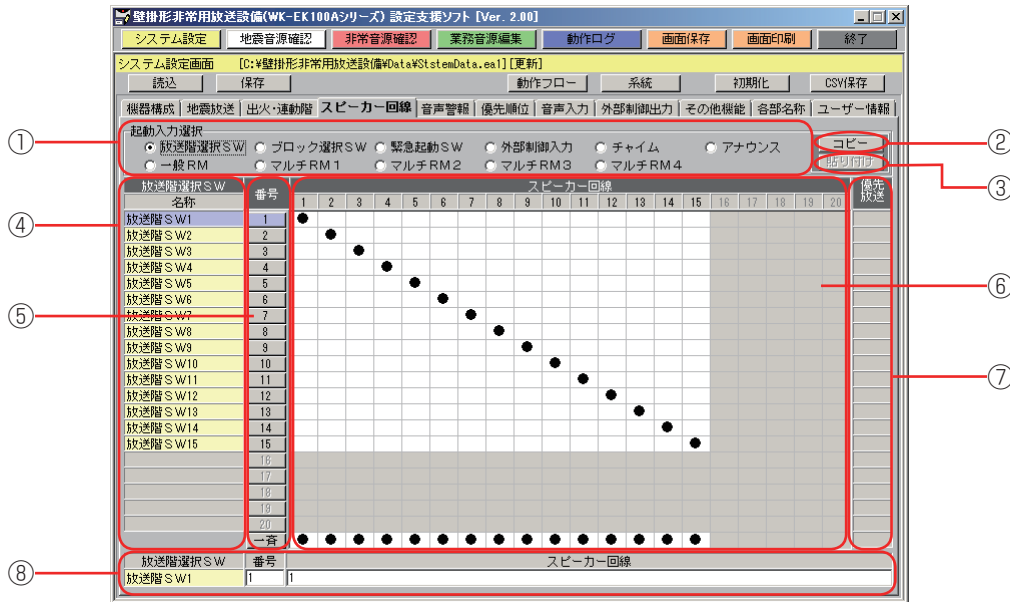 壁掛形非常用放送設備(WK-EK100Aシリーズ) 設定支援ソフト [Ver. 2.00]
システム設定 地震音源確認 非常音源確認 業務音源編集 動作ログ 画面保存 画面印刷 終了
システム設定画面 [C:¥壁掛形非常用放送設備¥Data¥StstemData.ea1][更新]
読込 保存 動作フロー 系統 初期化 CSV保存
機器構成 地震放送 出火・連動階 スピーカー回線 音声警報 優先順位 音声入力 外部制御出力 その他機能 各部名称 ユーザー情報
起動入力選択
① 放送階選択SW ブロック選択SW 緊急起動SW 外部制御入力 チャイム アナウンス コピー ②
一般RM マルチRM1 マルチRM2 マルチRM3 マルチRM4 貼り付け ③
放送階選択SW 番号 スピーカー回線 優先放送
名称 1 2 3 4 5 6 7 8 9 10 11 12 13 14 15 16 17 18 19 20
④ 放送階SW1 1
放送階SW2 2
放送階SW3 3
放送階SW4 4
放送階SW5 5
放送階SW6 6 ⑥
⑤ 放送階SW7 7
放送階SW8 8
放送階SW9 9
放送階SW10 10
放送階SW11 11 ⑦
放送階SW12 12
放送階SW13 13
放送階SW14 14
放送階SW15 15
16
17
18
19
20
一斉
放送階選択SW 番号 スピーカー回線
⑧ 放送階SW1 1 1